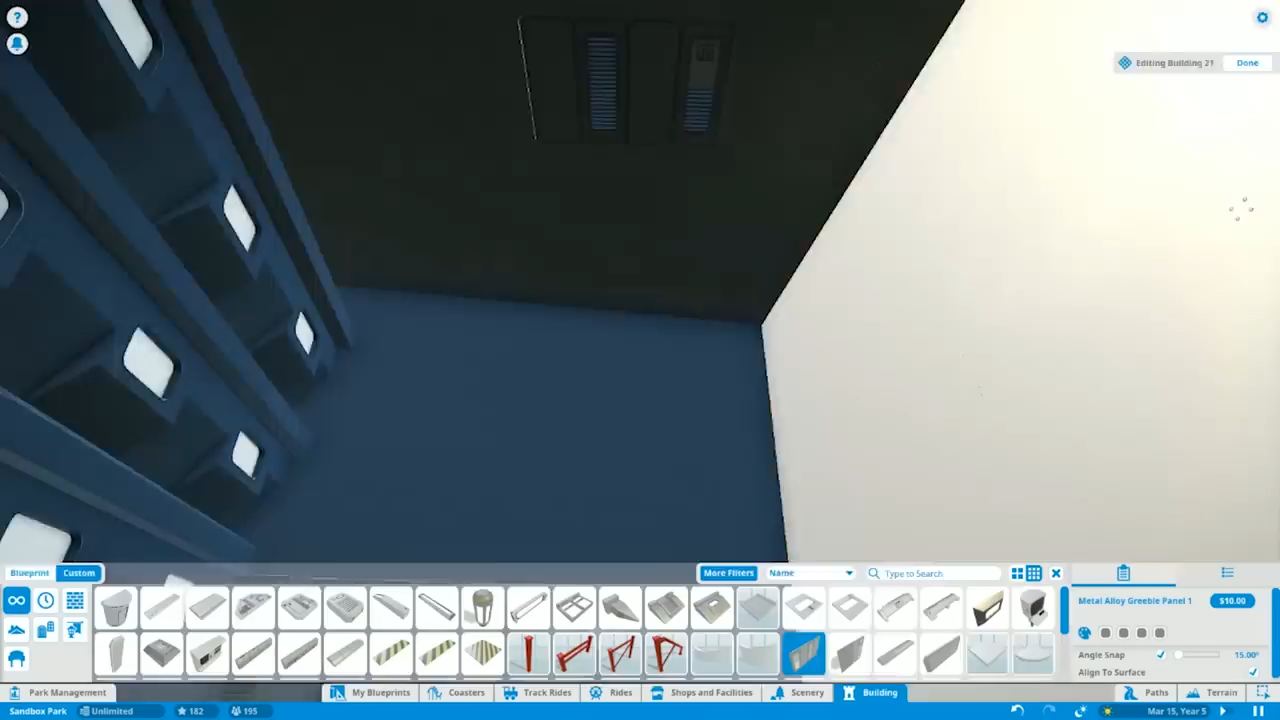 ?
Editing Building 21 Done
Blueprint Custom
More Filters Name Type to Search
Metal Alloy Greeble Panel 1 $10.00
Angle Snap 15.00°
Align To Surface
Park Management My Blueprints Coasters Track Rides Rides Shops and Facilities Scenery Building Paths Terrain
Sandbox Park Unlimited 182 195 Mar 15, Year 5